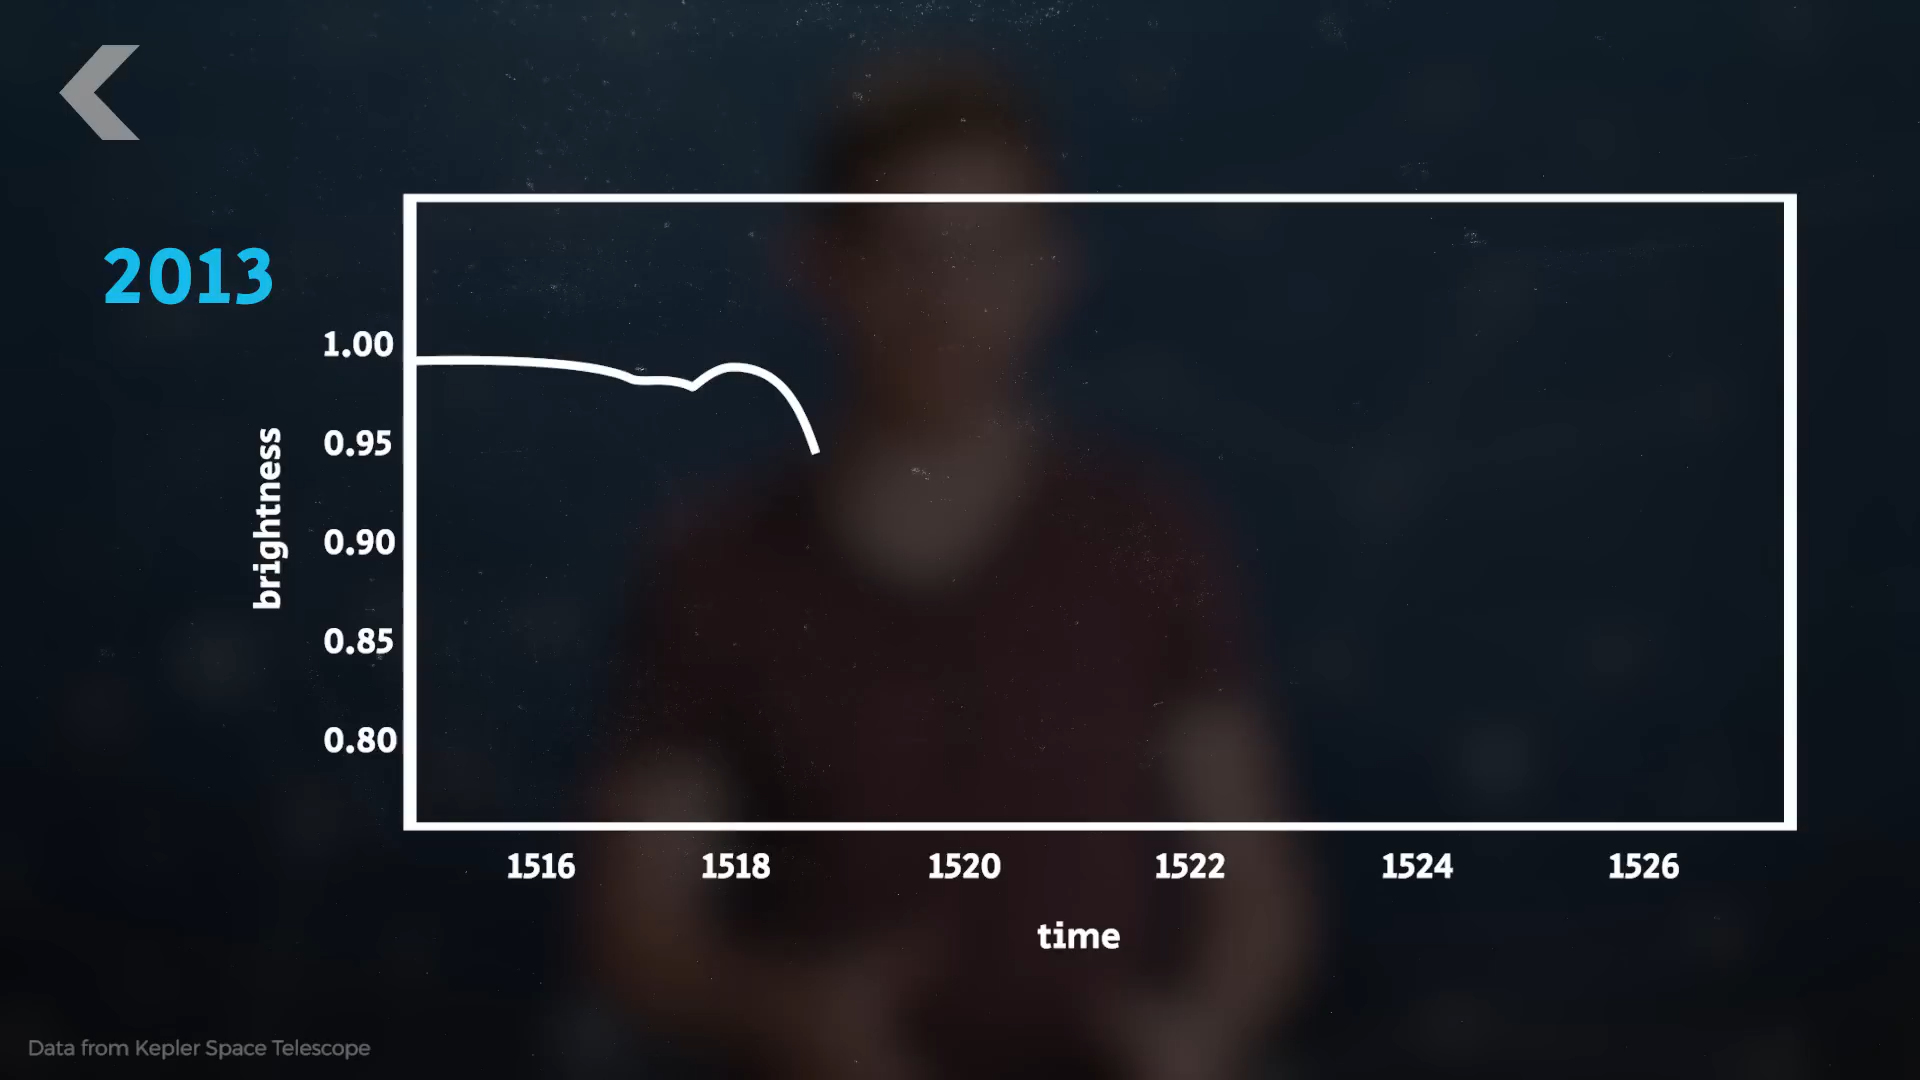 2013
1.00
0.95
0.90
0.85
0.80
brightness
1516 1518 1520 1522 1524 1526
time
Data from Kepler Space Telescope